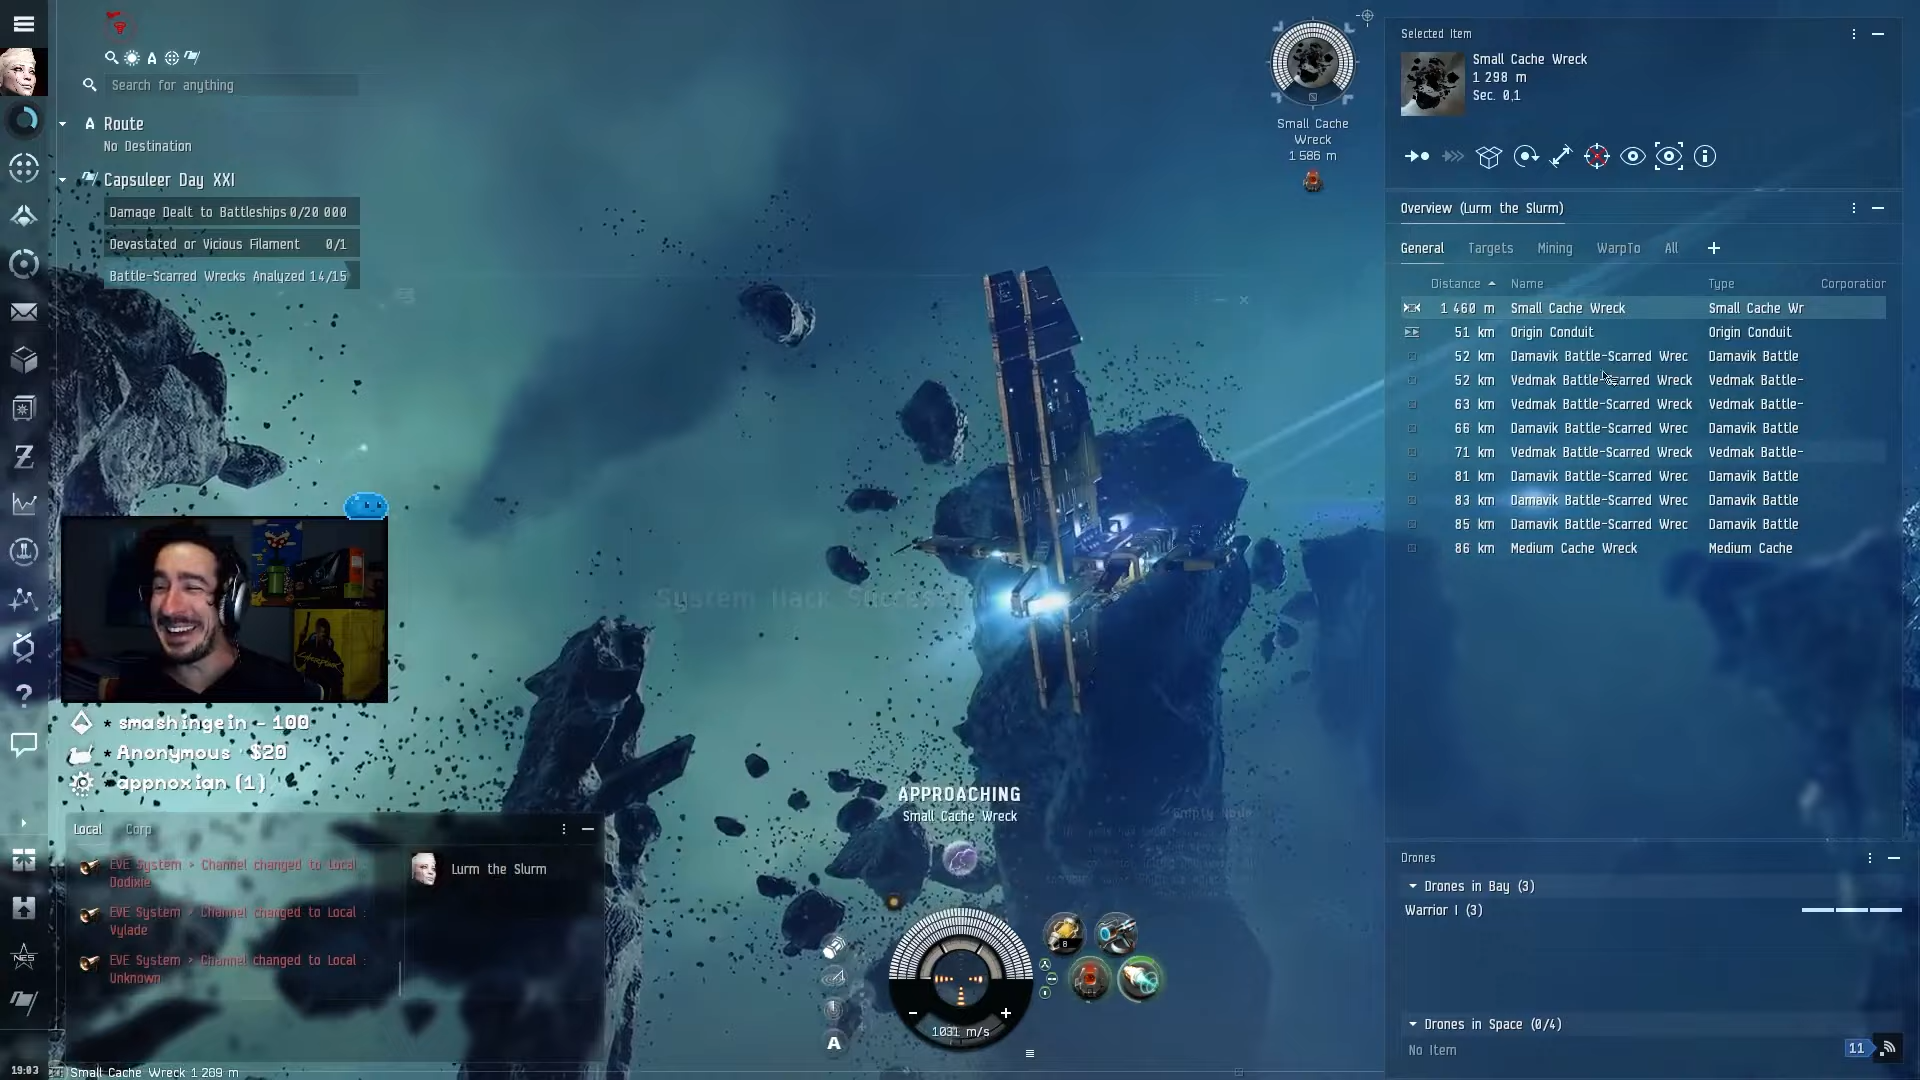 Search for anything
Route
No Destination
Capsuleer Day XXI
Damage Dealt to Battleships 0/20 000
Devastated or Vicious Filament 0/1
Battle-Scarred Wrecks Analyzed 14/15
Small Cache
Wreck
1 586 m
Selected Item
Small Cache Wreck
1 298 m
Sec. 0,1
Overview (Lurm the Slurm)
General Targets Mining WarpTo All +
Distance Name Type Corporation
1 460 m Small Cache Wreck Small Cache Wr
51 km Origin Conduit Origin Conduit
52 km Damavik Battle-Scarred Wrec Damavik Battle
52 km Vedmak Battle-Scarred Wreck Vedmak Battle-
63 km Vedmak Battle-Scarred Wreck Vedmak Battle-
66 km Damavik Battle-Scarred Wrec Damavik Battle
71 km Vedmak Battle-Scarred Wreck Vedmak Battle-
81 km Damavik Battle-Scarred Wrec Damavik Battle
83 km Damavik Battle-Scarred Wrec Damavik Battle
85 km Damavik Battle-Scarred Wrec Damavik Battle
86 km Medium Cache Wreck Medium Cache
System Hack Success
* smashingein - 100
* Anonymous · $20
* appnoxian (1)
APPROACHING
Small Cache Wreck
Empty
Local Corp
EVE System > Channel changed to Local :
Dodixie
EVE System > Channel changed to Local :
Vylade
EVE System > Channel changed to Local :
Unknown
Lurm the Slurm
8
1031 m/s
A
Drones
Drones in Bay (3)
Warrior I (3)
Drones in Space (0/4)
No Item
11
NES
19:03
Small Cache Wreck 1 269 m